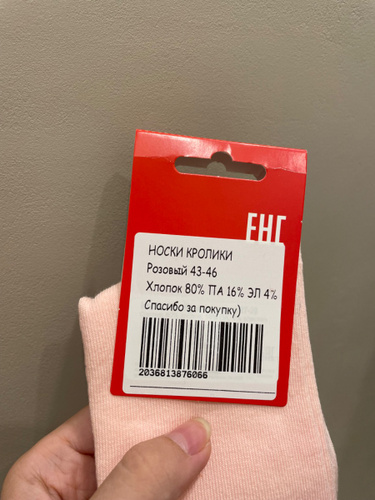 ЕНГ
НОСКИ КРОЛИКИ
Розовый 43-46
Хлопок 80% ПА 16% ЭЛ 4%
Спасибо за покупку)
2036813876066